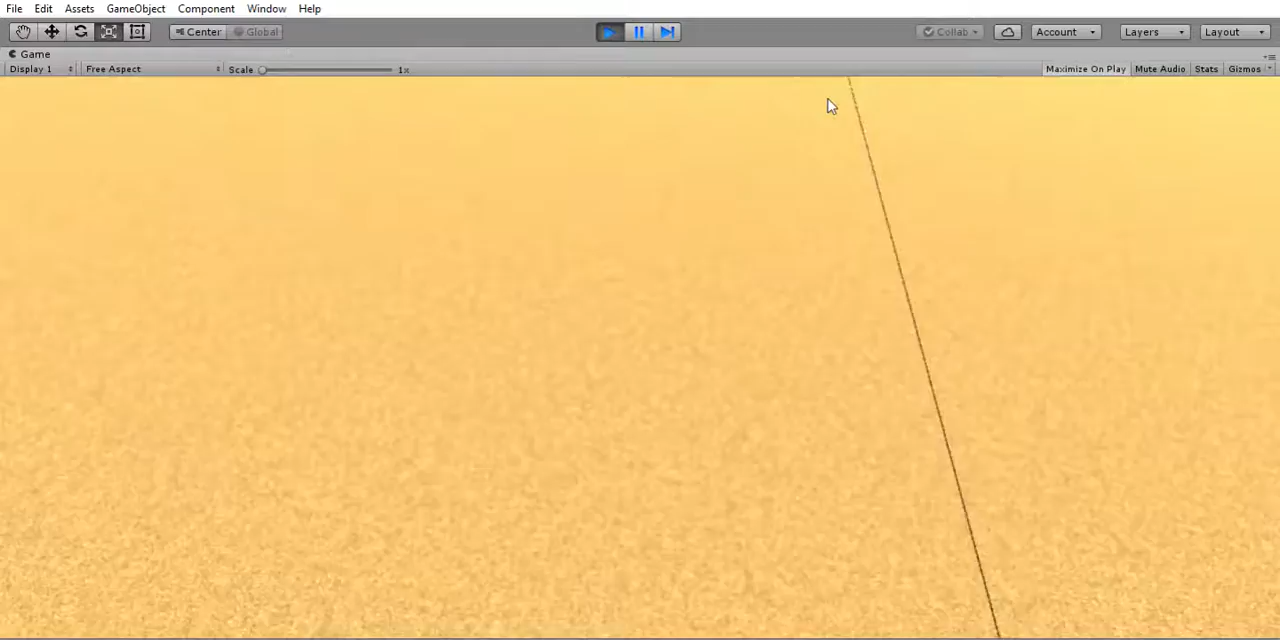 File Edit Assets GameObject Component Window Help
Center Global Collab Account Layers Layout
Game
Display 1 Free Aspect Scale 1x Maximize On Play Mute Audio Stats Gizmos